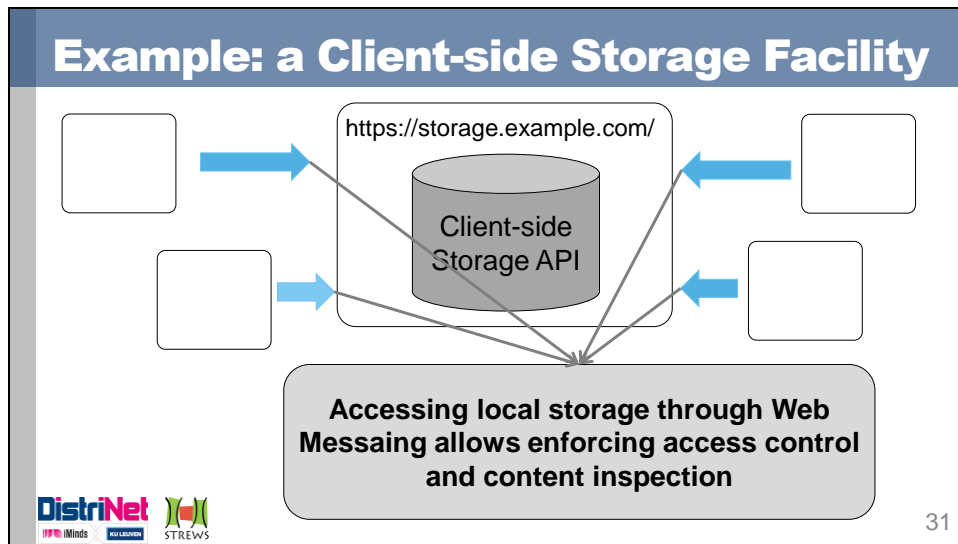 Example: a Client-side Storage Facility
https://storage.example.com/
Client-side
Storage API
Accessing local storage through Web
Messaing allows enforcing access control
and content inspection
DistriNet
iMinds
KU LEUVEN
STREWS
31